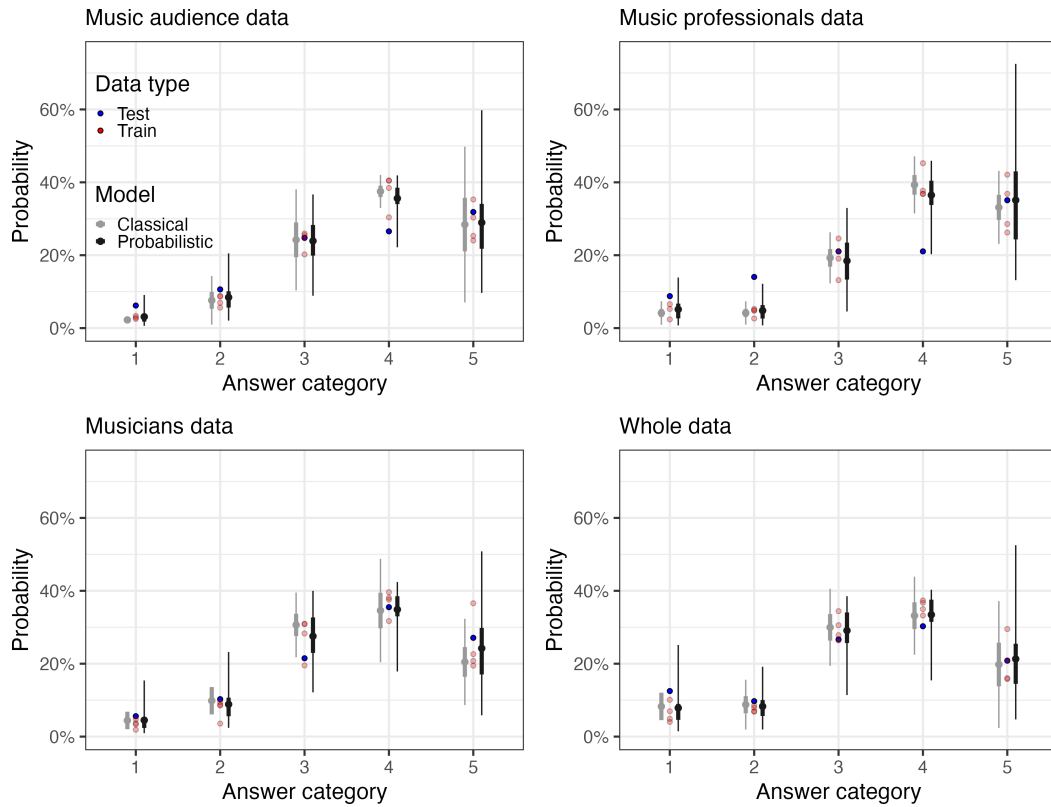 Music audience data
Probability
60%
40%
20%
0%
Data type
Test
Train
Model
Classical
Probabilistic
1 2 3 4 5
Answer category
Music professionals data
Probability
60%
40%
20%
0%
1 2 3 4 5
Answer category
Musicians data
Probability
60%
40%
20%
0%
1 2 3 4 5
Answer category
Whole data
Probability
60%
40%
20%
0%
1 2 3 4 5
Answer category